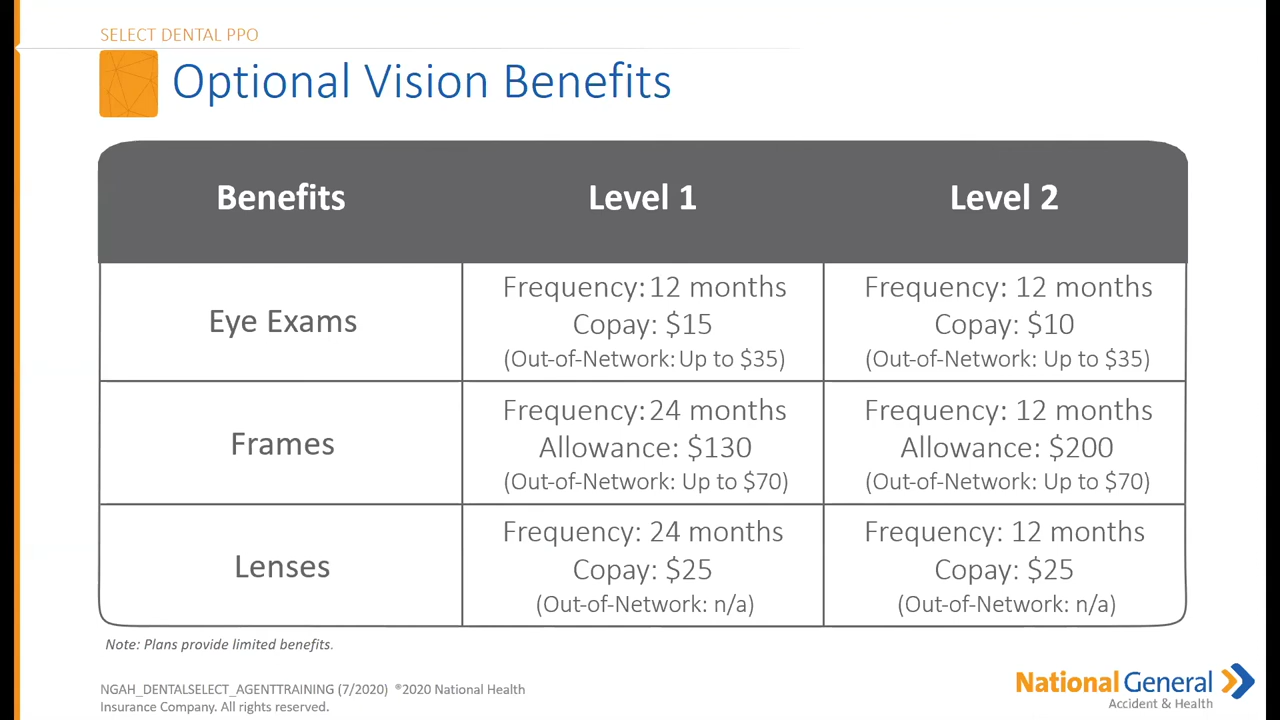 SELECT DENTAL PPO
Optional Vision Benefits
Benefits
Level 1
Level 2
Eye Exams
Frequency: 12 months
Copay: $15
(Out-of-Network: Up to $35)
Frequency: 12 months
Copay: $10
(Out-of-Network: Up to $35)
Frames
Frequency: 24 months
Allowance: $130
(Out-of-Network: Up to $70)
Frequency: 12 months
Allowance: $200
(Out-of-Network: Up to $70)
Lenses
Frequency: 24 months
Copay: $25
(Out-of-Network: n/a)
Frequency: 12 months
Copay: $25
(Out-of-Network: n/a)
Note: Plans provide limited benefits.
NGAH_DENTALSELECT_AGENTTRAINING (7/2020) ®2020 National Health
Insurance Company. All rights reserved.
National General
Accident & Health